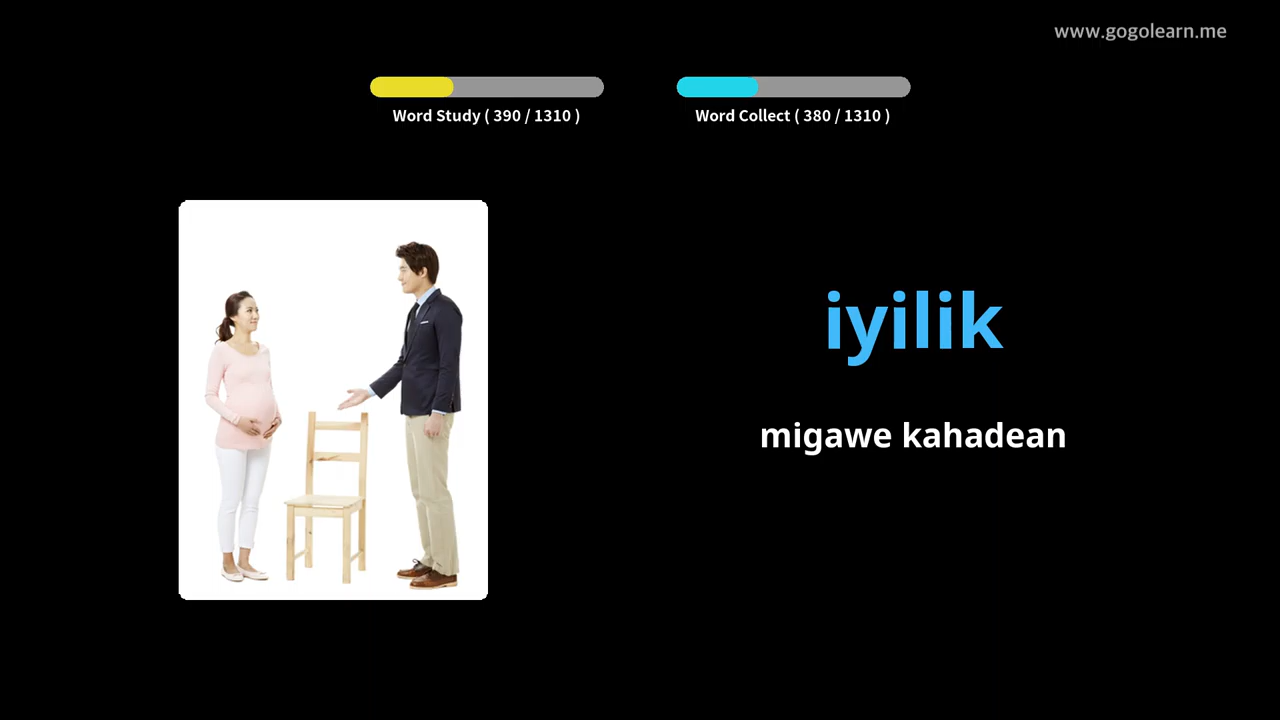 www.gogolearn.me
Word Study ( 390 / 1310 )
Word Collect ( 380 / 1310 )
iyilik
migawe kahadean